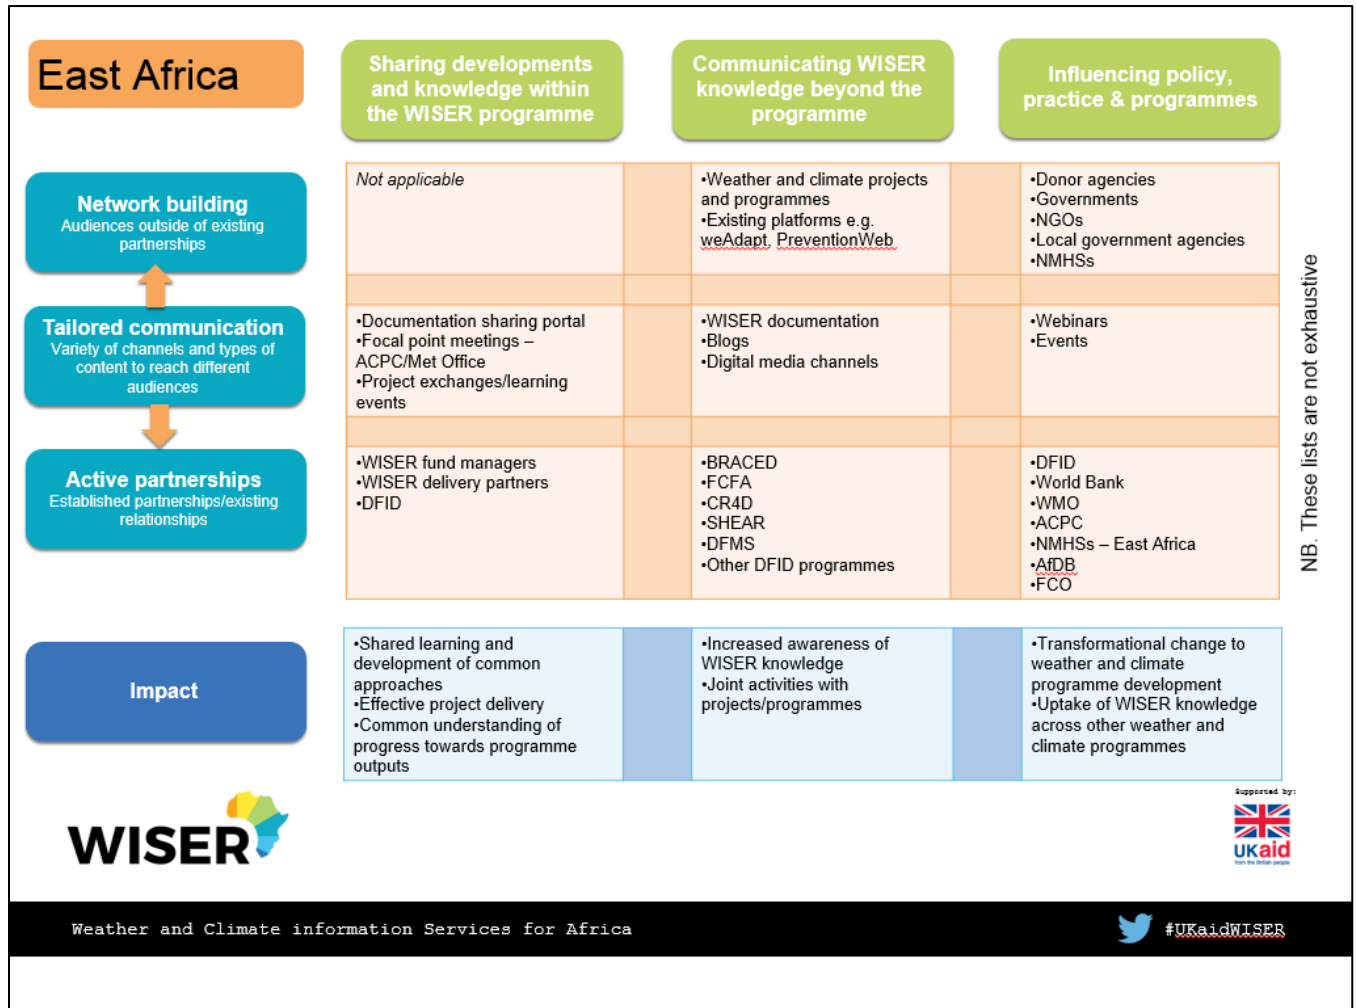 East Africa
Sharing developments
and knowledge within
the WISER programme
Communicating WISER
knowledge beyond the
programme
Influencing policy,
practice & programmes
Network building
Audiences outside of existing
partnerships
Not applicable
•Weather and climate projects
and programmes
•Existing platforms e.g.
weAdapt, PreventionWeb
•Donor agencies
•Governments
•NGOs
•Local government agencies
•NMHSs
Tailored communication
Variety of channels and types of
content to reach different
audiences
•Documentation sharing portal
•Focal point meetings –
ACPC/Met Office
•Project exchanges/learning
events
•WISER documentation
•Blogs
•Digital media channels
•Webinars
•Events
Active partnerships
Established partnerships/existing
relationships
•WISER fund managers
•WISER delivery partners
•DFID
•BRACED
•FCFA
•CR4D
•SHEAR
•DFMS
•Other DFID programmes
•DFID
•World Bank
•WMO
•ACPC
•NMHSs – East Africa
•AfDB
•FCO
NB. These lists are not exhaustive
Impact
•Shared learning and
development of common
approaches
•Effective project delivery
•Common understanding of
progress towards programme
outputs
•Increased awareness of
WISER knowledge
•Joint activities with
projects/programmes
•Transformational change to
weather and climate
programme development
•Uptake of WISER knowledge
across other weather and
climate programmes
WISER
Supported by:
UKaid
from the British people
Weather and Climate information Services for Africa
#UKaidWISER